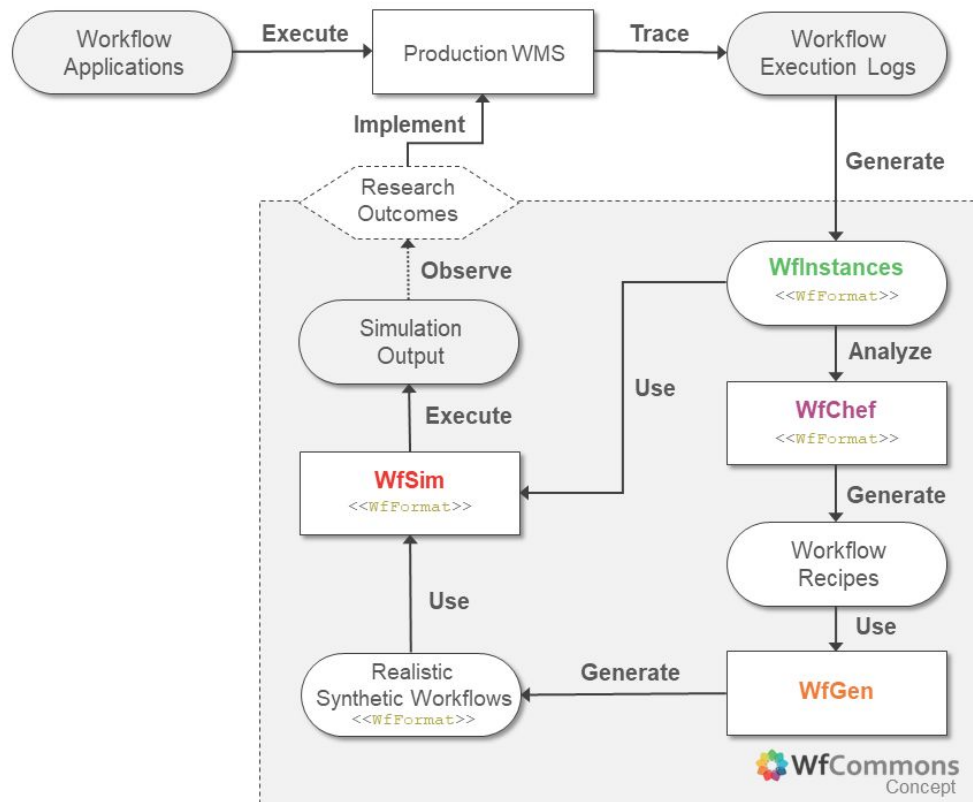 Workflow
Applications
Execute
Production WMS
Trace
Workflow
Execution Logs
Implement
Generate
Research
Outcomes
Observe
WfInstances
<<WfFormat>>
Simulation
Output
Analyze
Use
Execute
WfChef
<<WfFormat>>
WfSim
<<WfFormat>>
Generate
Workflow
Recipes
Use
Use
Realistic
Synthetic Workflows
<<WfFormat>>
Generate
WfGen
WfCommons
Concept